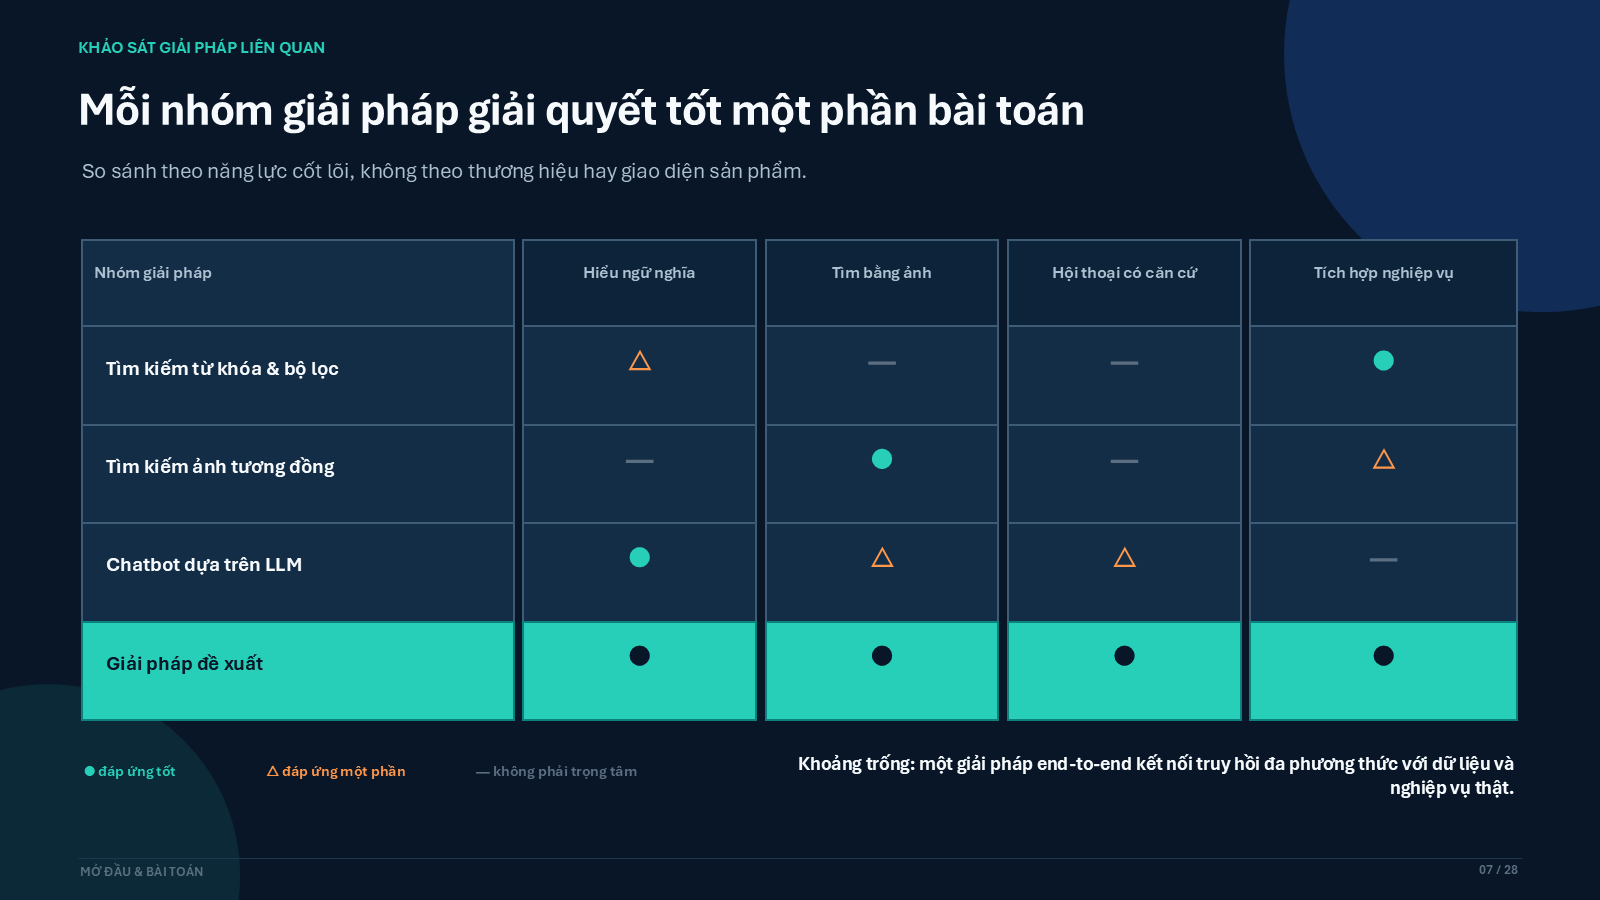 KHẢO SÁT GIẢI PHÁP LIÊN QUAN
Mỗi nhóm giải pháp giải quyết tốt một phần bài toán
So sánh theo năng lực cốt lõi, không theo thương hiệu hay giao diện sản phẩm.
Nhóm giải pháp Hiểu ngữ nghĩa Tìm bằng ảnh Hội thoại có căn cứ Tích hợp nghiệp vụ
Tìm kiếm từ khóa & bộ lọc △ — — ●
Tìm kiếm ảnh tương đồng — ● — △
Chatbot dựa trên LLM ● △ △ —
Giải pháp đề xuất ● ● ● ●
● đáp ứng tốt △ đáp ứng một phần — không phải trọng tâm
Khoảng trống: một giải pháp end-to-end kết nối truy hồi đa phương thức với dữ liệu và
nghiệp vụ thật.
MỞ ĐẦU & BÀI TOÁN 07 / 28